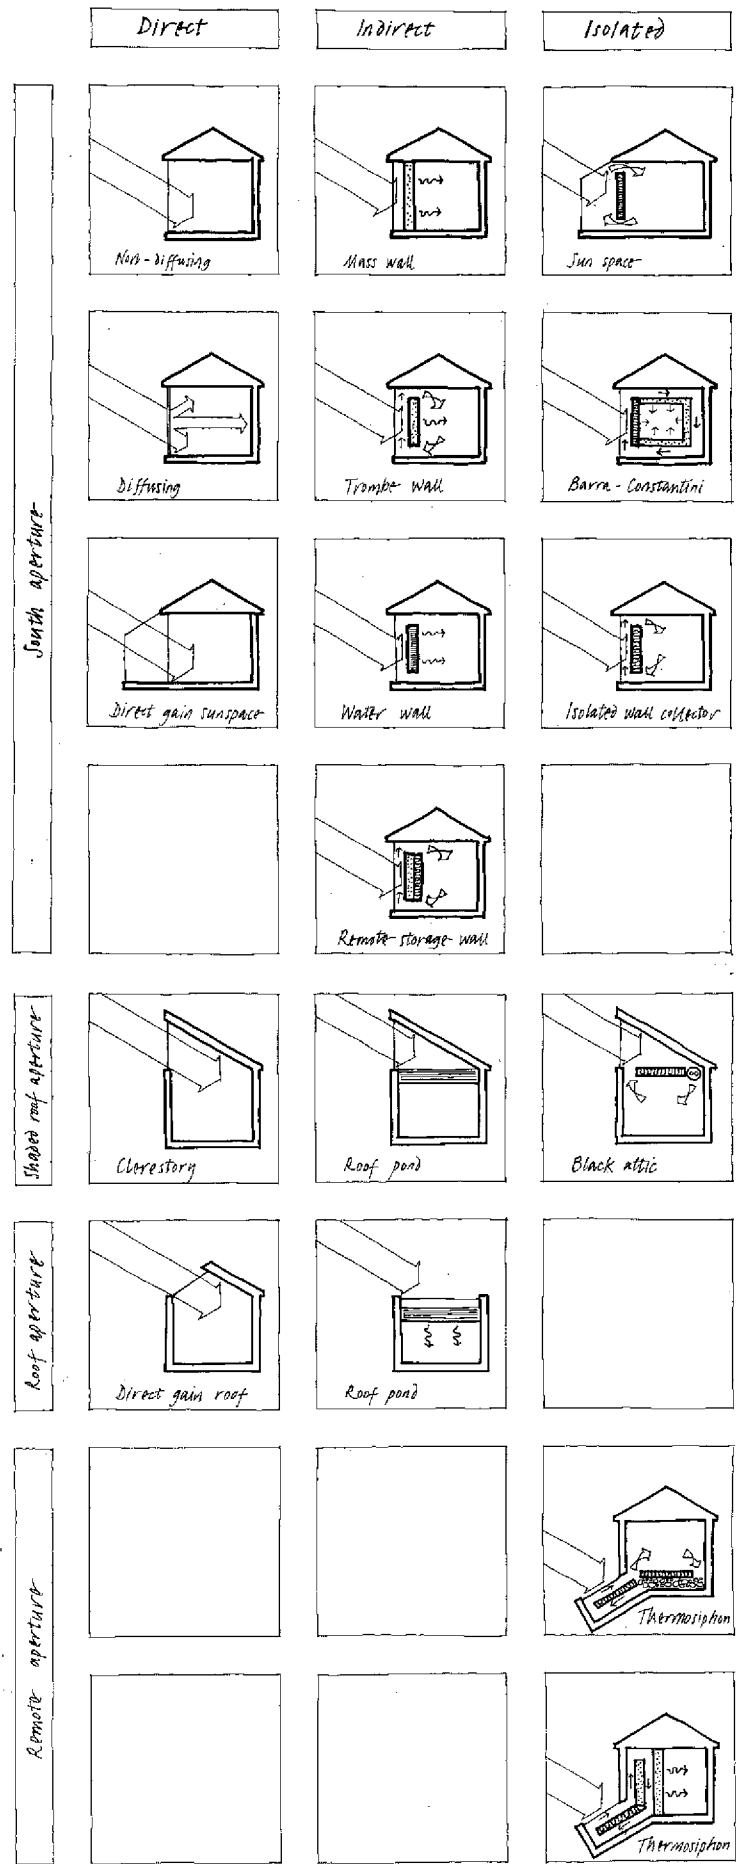 Direct
Indirect
Isolated
South aperture
Non-diffusing
Mass wall
Sun space
Diffusing
Trombe wall
Barra-Constantini
Direct gain sunspace
Water wall
Isolated wall collector
Remote storage wall
Shaded roof aperture
Clerestory
Roof pond
Black attic
Roof aperture
Direct gain roof
Roof pond
Remote aperture
Thermosiphon
Thermosiphon